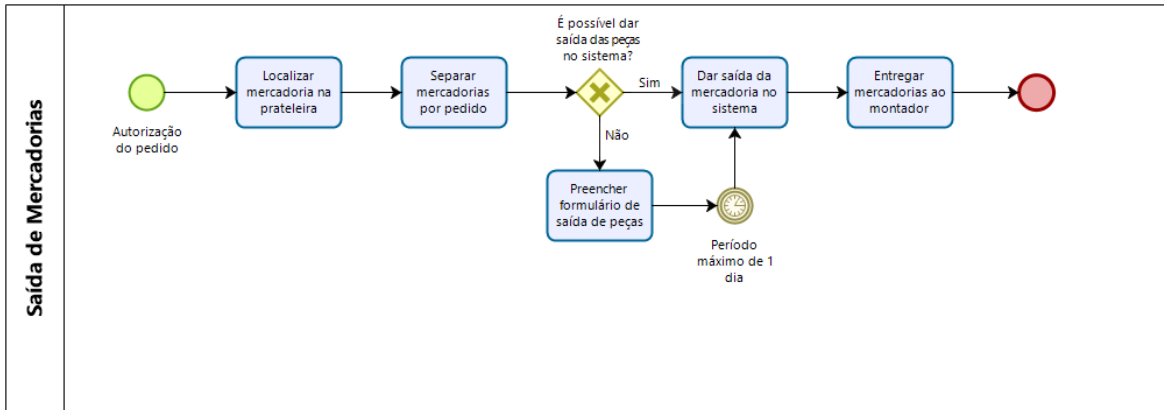 Saída de Mercadorias
Autorização
do pedido
Localizar
mercadoria na
prateleira
Separar
mercadorias
por pedido
É possível dar
saída das peças
no sistema?
Sim
Não
Preencher
formulário de
saída de peças
Período
máximo de 1
dia
Dar saída da
mercadoria no
sistema
Entregar
mercadorias ao
montador